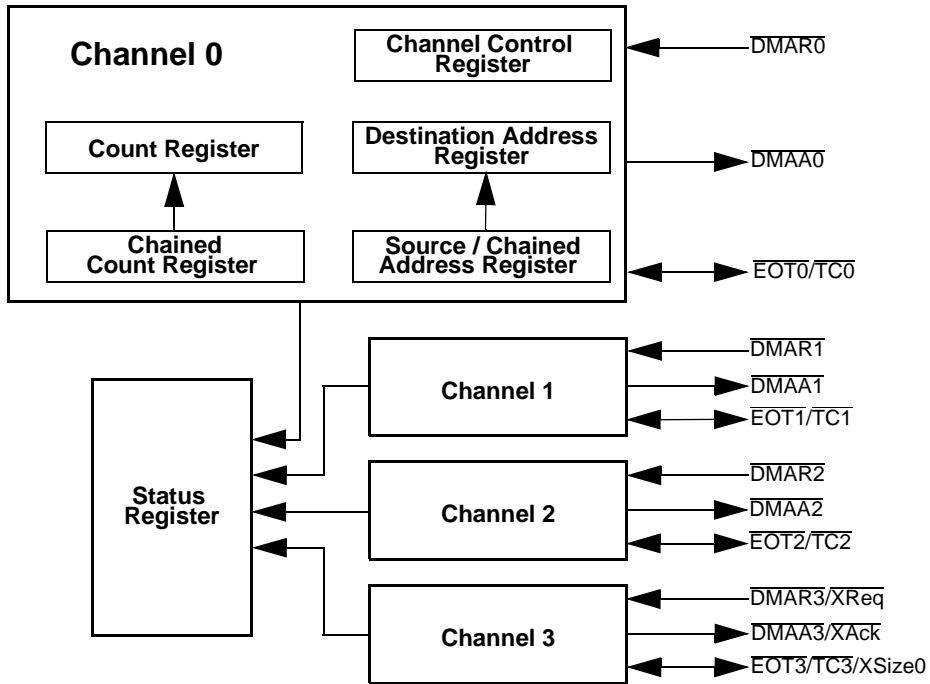 Channel 0
Channel Control
Register
Count Register
Destination Address
Register
Chained
Count Register
Source / Chained
Address Register
DMAR0
DMAA0
EOT0/TC0
Channel 1
DMAR1
DMAA1
EOT1/TC1
Status
Register
Channel 2
DMAR2
DMAA2
EOT2/TC2
Channel 3
DMAR3/XReq
DMAA3/XAck
EOT3/TC3/XSize0